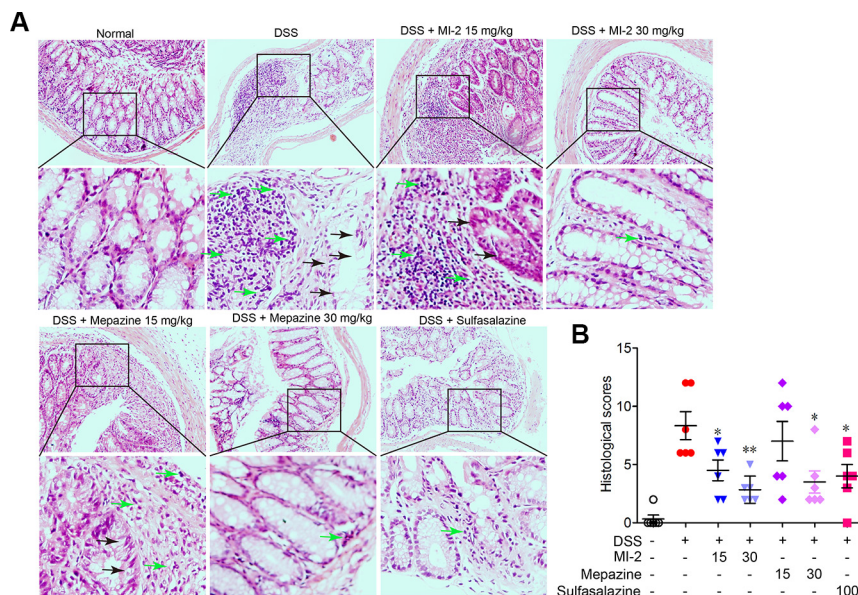 A
Normal
DSS
DSS + MI-2 15 mg/kg
DSS + MI-2 30 mg/kg
DSS + Mepazine 15 mg/kg
DSS + Mepazine 30 mg/kg
DSS + Sulfasalazine
B
Histological scores
15
10
5
0
* ** * *
DSS - + + + + + +
MI-2 - - 15 30 - - -
Mepazine - - - - 15 30 -
Sulfasalazine - - - - - - 100